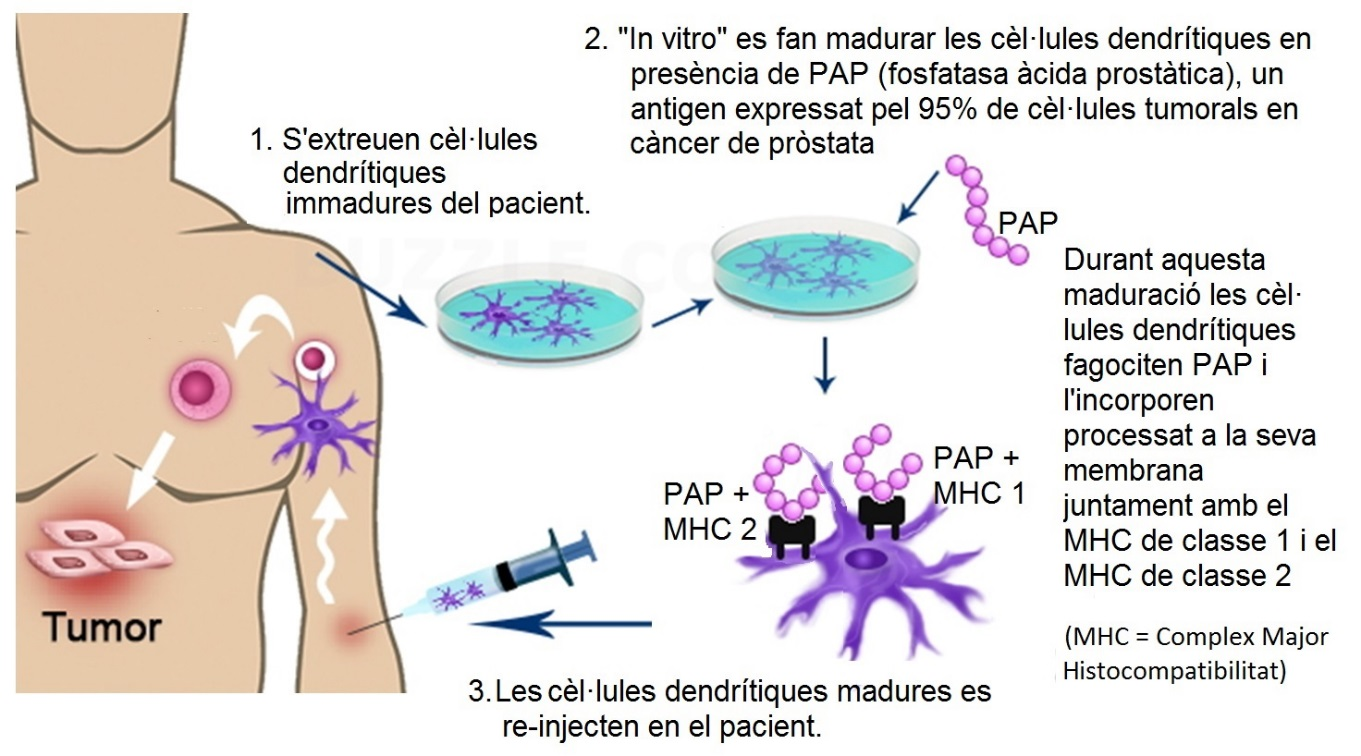 1. S'extreuen cèl·lules
dendrítiques
immadures del pacient.
2. "In vitro" es fan madurar les cèl·lules dendrítiques en
presència de PAP (fosfatasa àcida prostàtica), un
antigen expressat pel 95% de cèl·lules tumorals en
càncer de pròstata
PAP
Durant aquesta
maduració les cèl·
lules dendrítiques
fagociten PAP i
l'incorporen
processat a la seva
membrana
juntament amb el
MHC de classe 1 i el
MHC de classe 2
(MHC = Complex Major
Histocompatibilitat)
PAP +
MHC 1
PAP +
MHC 2
3. Les cèl·lules dendrítiques madures es
re-injecten en el pacient.
Tumor